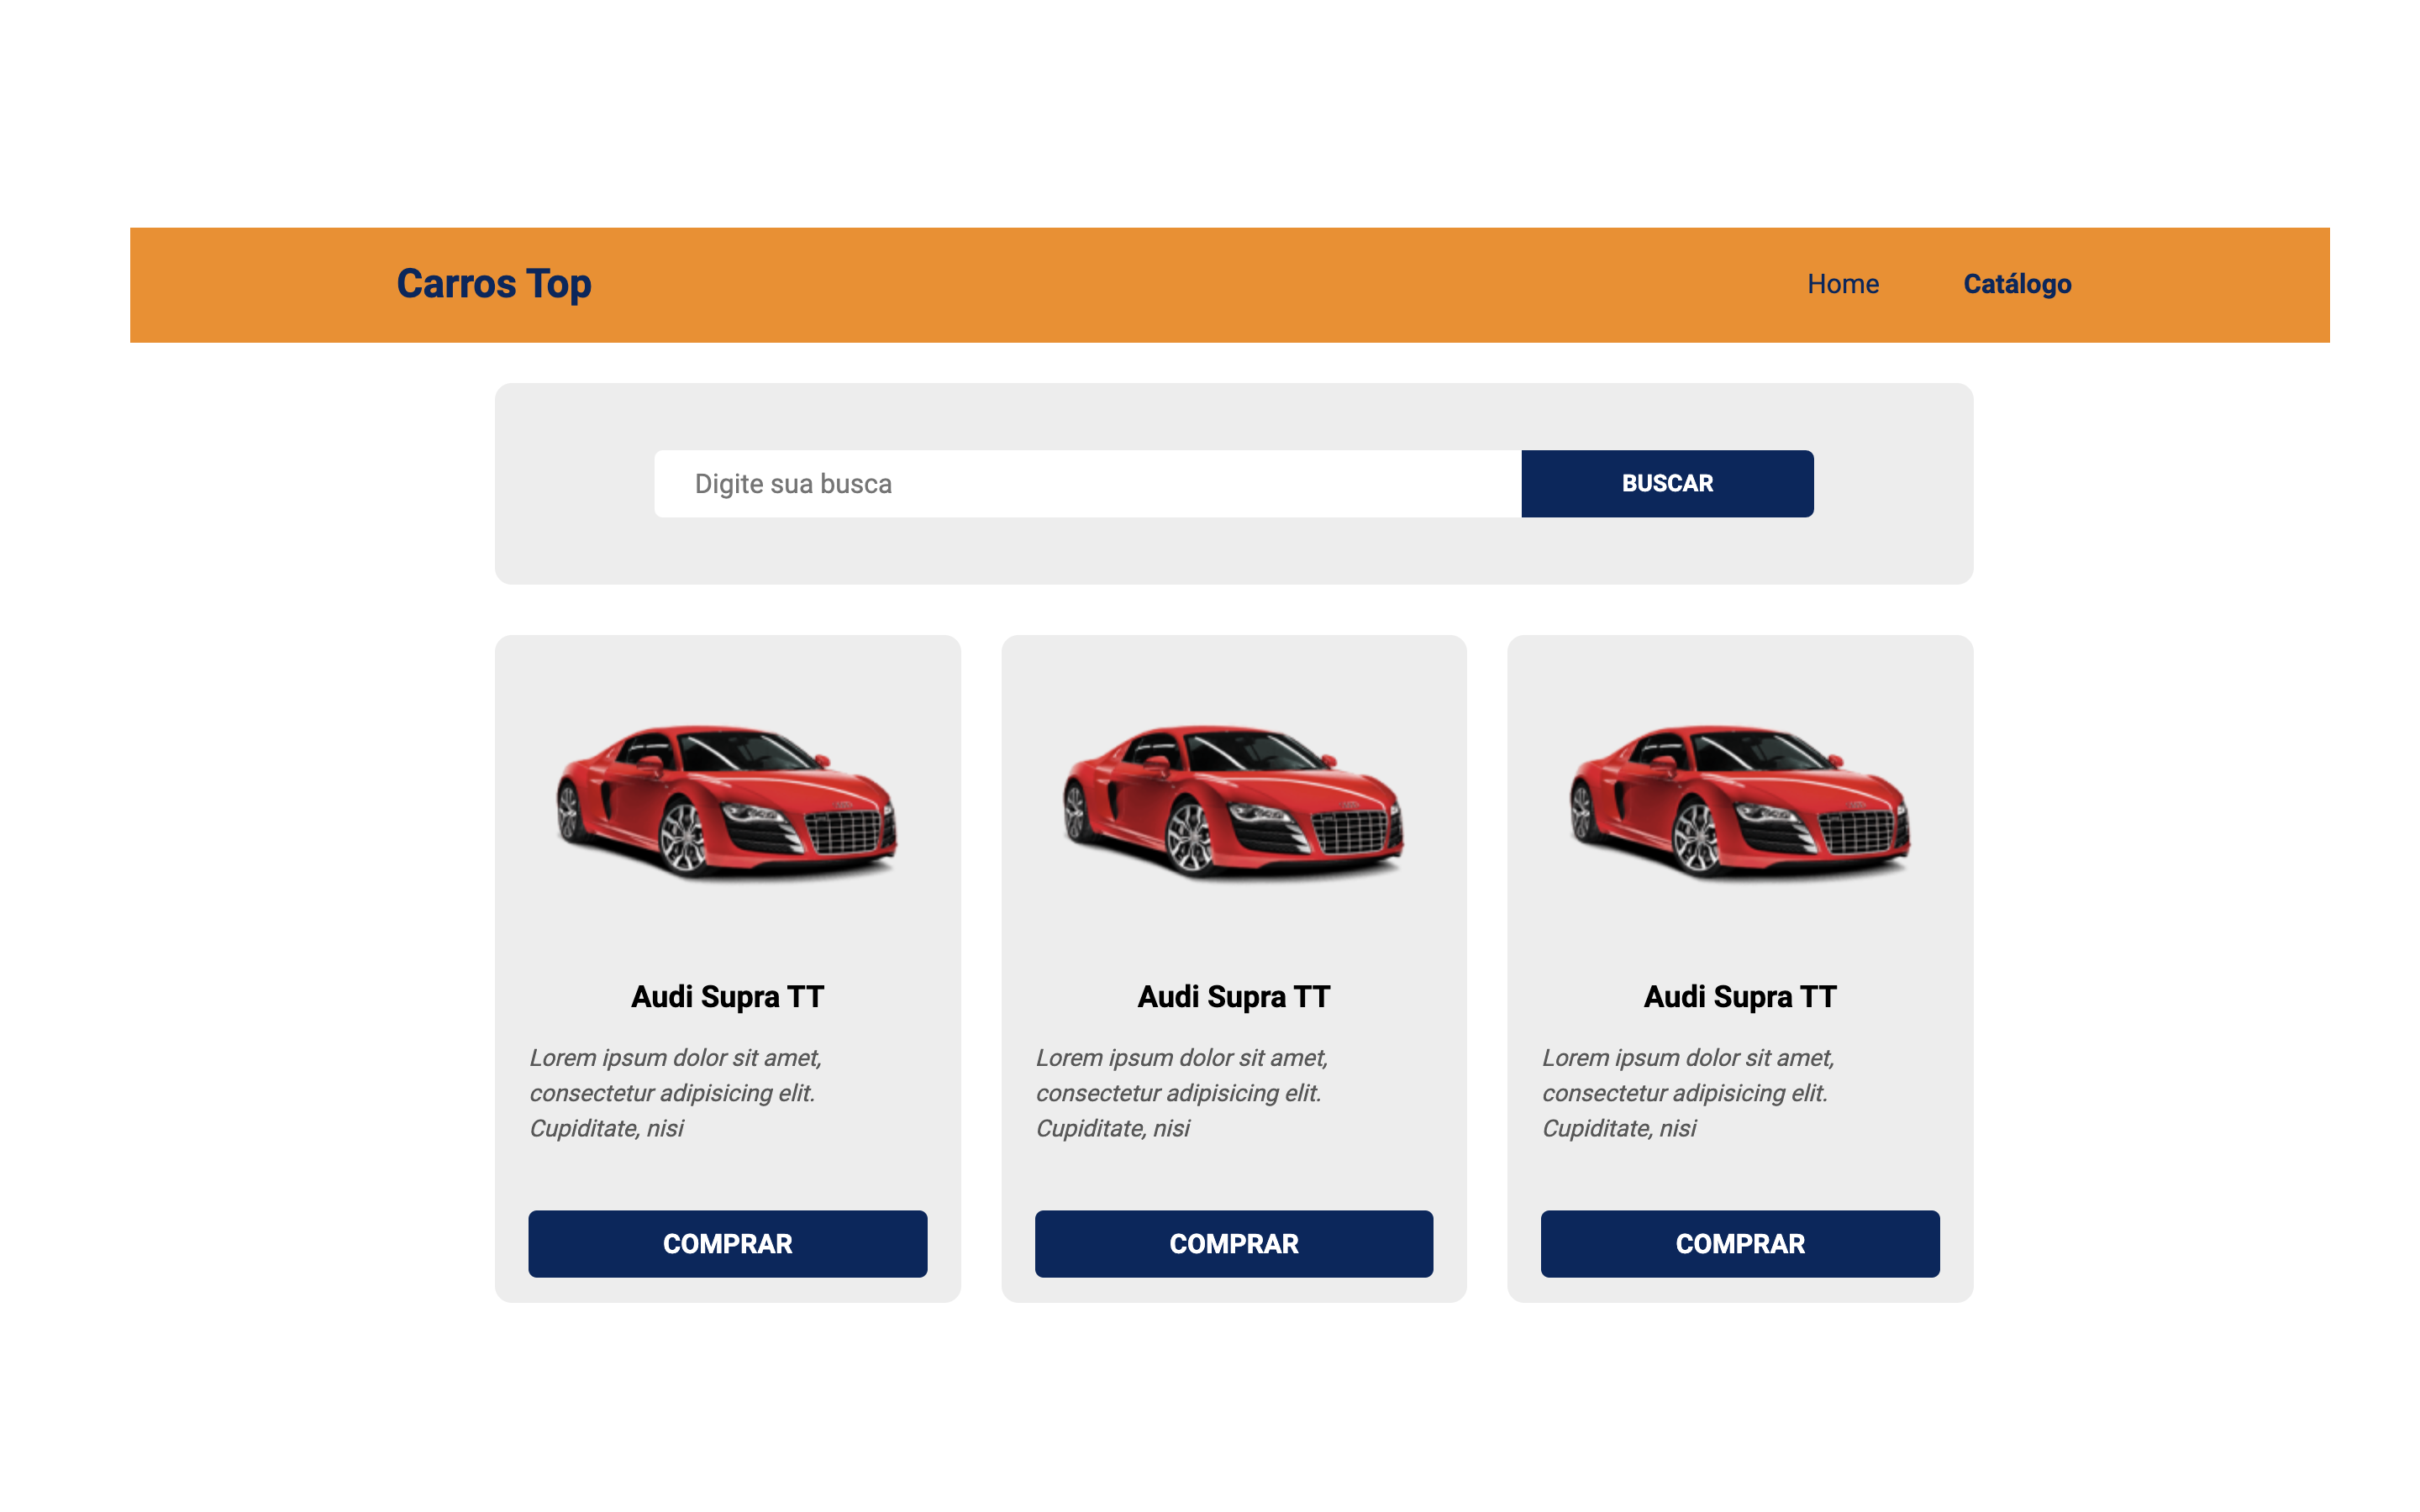 Carros Top
Home
Catálogo
Digite sua busca
BUSCAR
Audi Supra TT
Lorem ipsum dolor sit amet,
consectetur adipisicing elit.
Cupiditate, nisi
COMPRAR
Audi Supra TT
Lorem ipsum dolor sit amet,
consectetur adipisicing elit.
Cupiditate, nisi
COMPRAR
Audi Supra TT
Lorem ipsum dolor sit amet,
consectetur adipisicing elit.
Cupiditate, nisi
COMPRAR